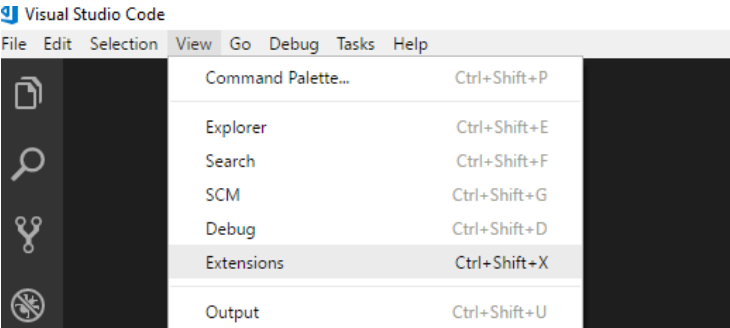 Visual Studio Code
File Edit Selection View Go Debug Tasks Help
Command Palette... Ctrl+Shift+P
Explorer Ctrl+Shift+E
Search Ctrl+Shift+F
SCM Ctrl+Shift+G
Debug Ctrl+Shift+D
Extensions Ctrl+Shift+X
Output Ctrl+Shift+U